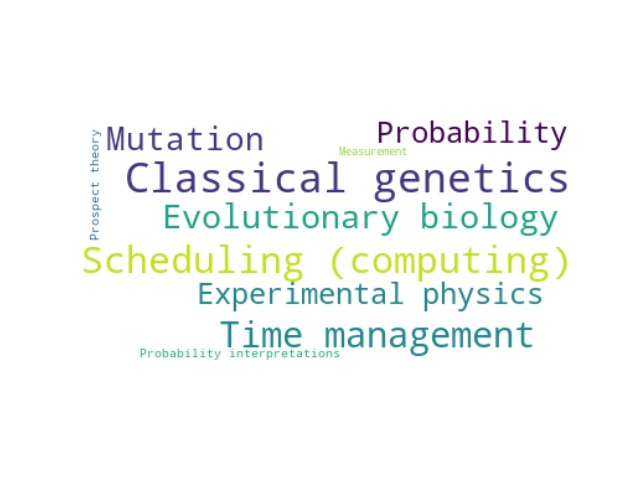 Probability
Mutation
Measurement
Prospect theory
Classical genetics
Evolutionary biology
Scheduling (computing)
Experimental physics
Time management
Probability interpretations